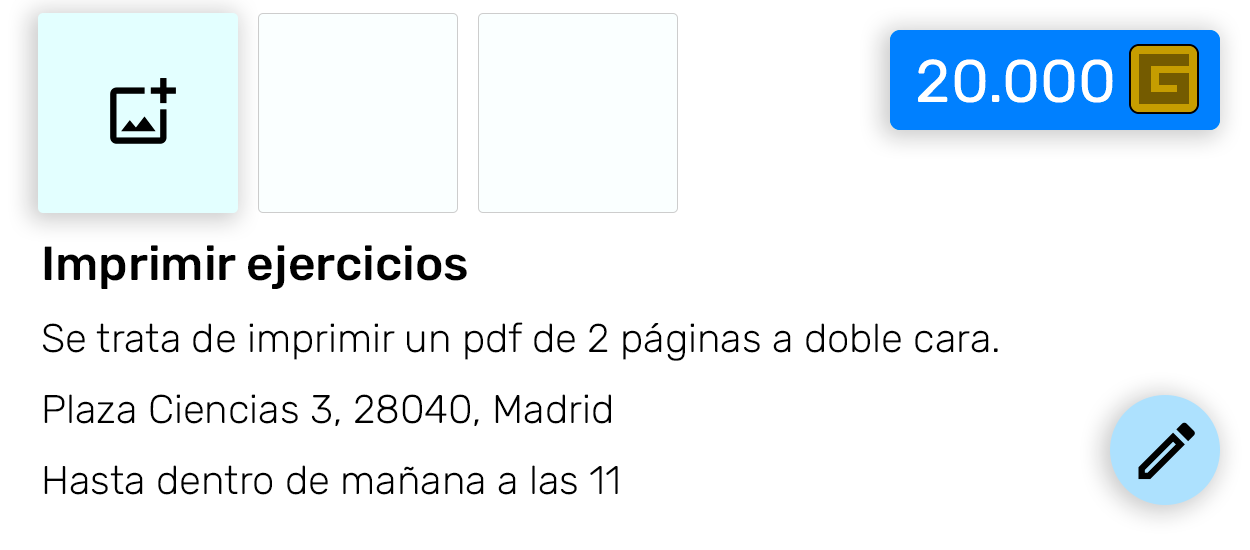 20.000 G
Imprimir ejercicios
Se trata de imprimir un pdf de 2 páginas a doble cara.
Plaza Ciencias 3, 28040, Madrid
Hasta dentro de mañana a las 11